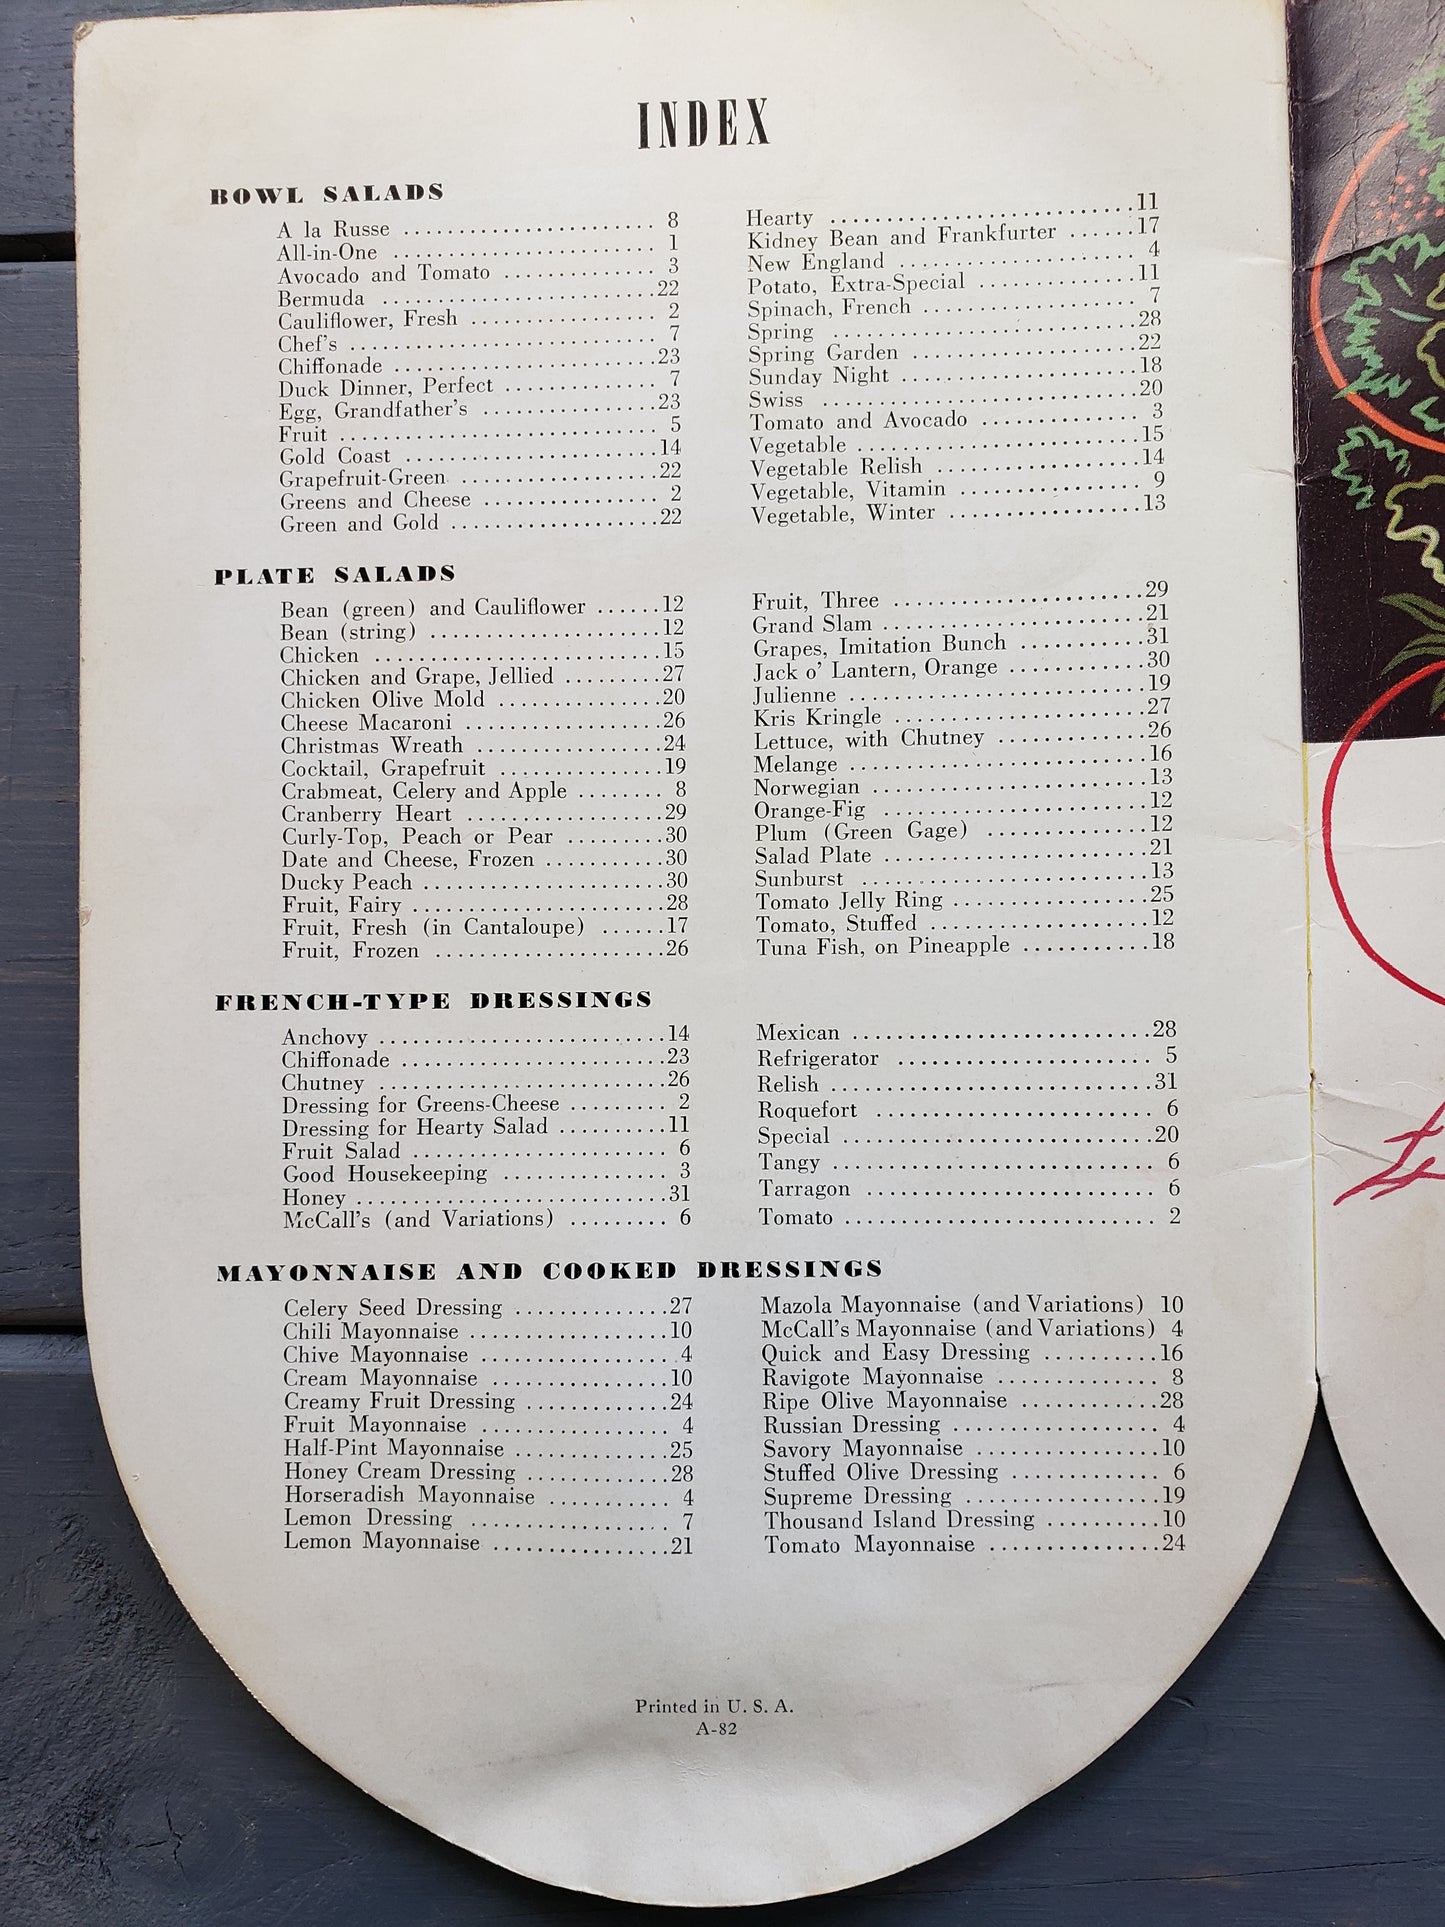 INDEX
BOWL SALADS
A la Russe ........................ 8
All-in-One ........................ 1
Avocado and Tomato ............... 3
Bermuda ........................22
Cauliflower, Fresh ................. 2
Chef's ............................ 7
Chiffonade ........................23
Duck Dinner, Perfect .............. 7
Egg, Grandfather's ................23
Fruit .............................. 5
Gold Coast ........................14
Grapefruit-Green ..................22
Greens and Cheese ................ 2
Green and Gold ...................22
Hearty ............................11
Kidney Bean and Frankfurter ......17
New England ...................... 4
Potato, Extra-Special ..............11
Spinach, French ................... 7
Spring ............................28
Spring Garden ....................22
Sunday Night .....................18
Swiss .............................20
Tomato and Avocado .............. 3
Vegetable .........................15
Vegetable Relish ..................14
Vegetable, Vitamin ................ 9
Vegetable, Winter .................13
PLATE SALADS
Bean (green) and Cauliflower ......12
Bean (string) .....................12
Chicken ..........................15
Chicken and Grape, Jellied .........27
Chicken Olive Mold ...............20
Cheese Macaroni ..................26
Christmas Wreath .................24
Cocktail, Grapefruit ...............19
Crabmeat, Celery and Apple ........ 8
Cranberry Heart ..................29
Curly-Top, Peach or Pear .........30
Date and Cheese, Frozen ...........30
Ducky Peach ......................30
Fruit, Fairy .......................28
Fruit, Fresh (in Cantaloupe) ......17
Fruit, Frozen .....................26
Fruit, Three ......................29
Grand Slam .......................21
Grapes, Imitation Bunch ..........31
Jack o' Lantern, Orange ...........30
Julienne ..........................19
Kris Kringle ......................27
Lettuce, with Chutney .............26
Melange ..........................16
Norwegian ........................13
Orange-Fig .......................12
Plum (Green Gage) ...............12
Salad Plate .......................21
Sunburst .........................13
Tomato Jelly Ring .................25
Tomato, Stuffed ...................12
Tuna Fish, on Pineapple ...........18
FRENCH-TYPE DRESSINGS
Anchovy ..........................14
Chiffonade ........................23
Chutney ..........................26
Dressing for Greens-Cheese ......... 2
Dressing for Hearty Salad ..........11
Fruit Salad ........................ 6
Good Housekeeping ............... 3
Honey ............................31
McCall's (and Variations) ......... 6
Mexican ..........................28
Refrigerator ....................... 5
Relish ............................31
Roquefort ......................... 6
Special ...........................20
Tangy ............................. 6
Tarragon .......................... 6
Tomato ............................ 2
MAYONNAISE AND COOKED DRESSINGS
Celery Seed Dressing ..............27
Chili Mayonnaise ..................10
Chive Mayonnaise ................. 4
Cream Mayonnaise ................10
Creamy Fruit Dressing .............24
Fruit Mayonnaise ................. 4
Half-Pint Mayonnaise ..............25
Honey Cream Dressing .............28
Horseradish Mayonnaise ........... 4
Lemon Dressing .................. 7
Lemon Mayonnaise ................21
Mazola Mayonnaise (and Variations) 10
McCall's Mayonnaise (and Variations) 4
Quick and Easy Dressing ..........16
Ravigote Mayonnaise .............. 8
Ripe Olive Mayonnaise ............28
Russian Dressing .................. 4
Savory Mayonnaise ................10
Stuffed Olive Dressing ............. 6
Supreme Dressing .................19
Thousand Island Dressing ..........10
Tomato Mayonnaise ...............24
Printed in U. S. A.
A-82